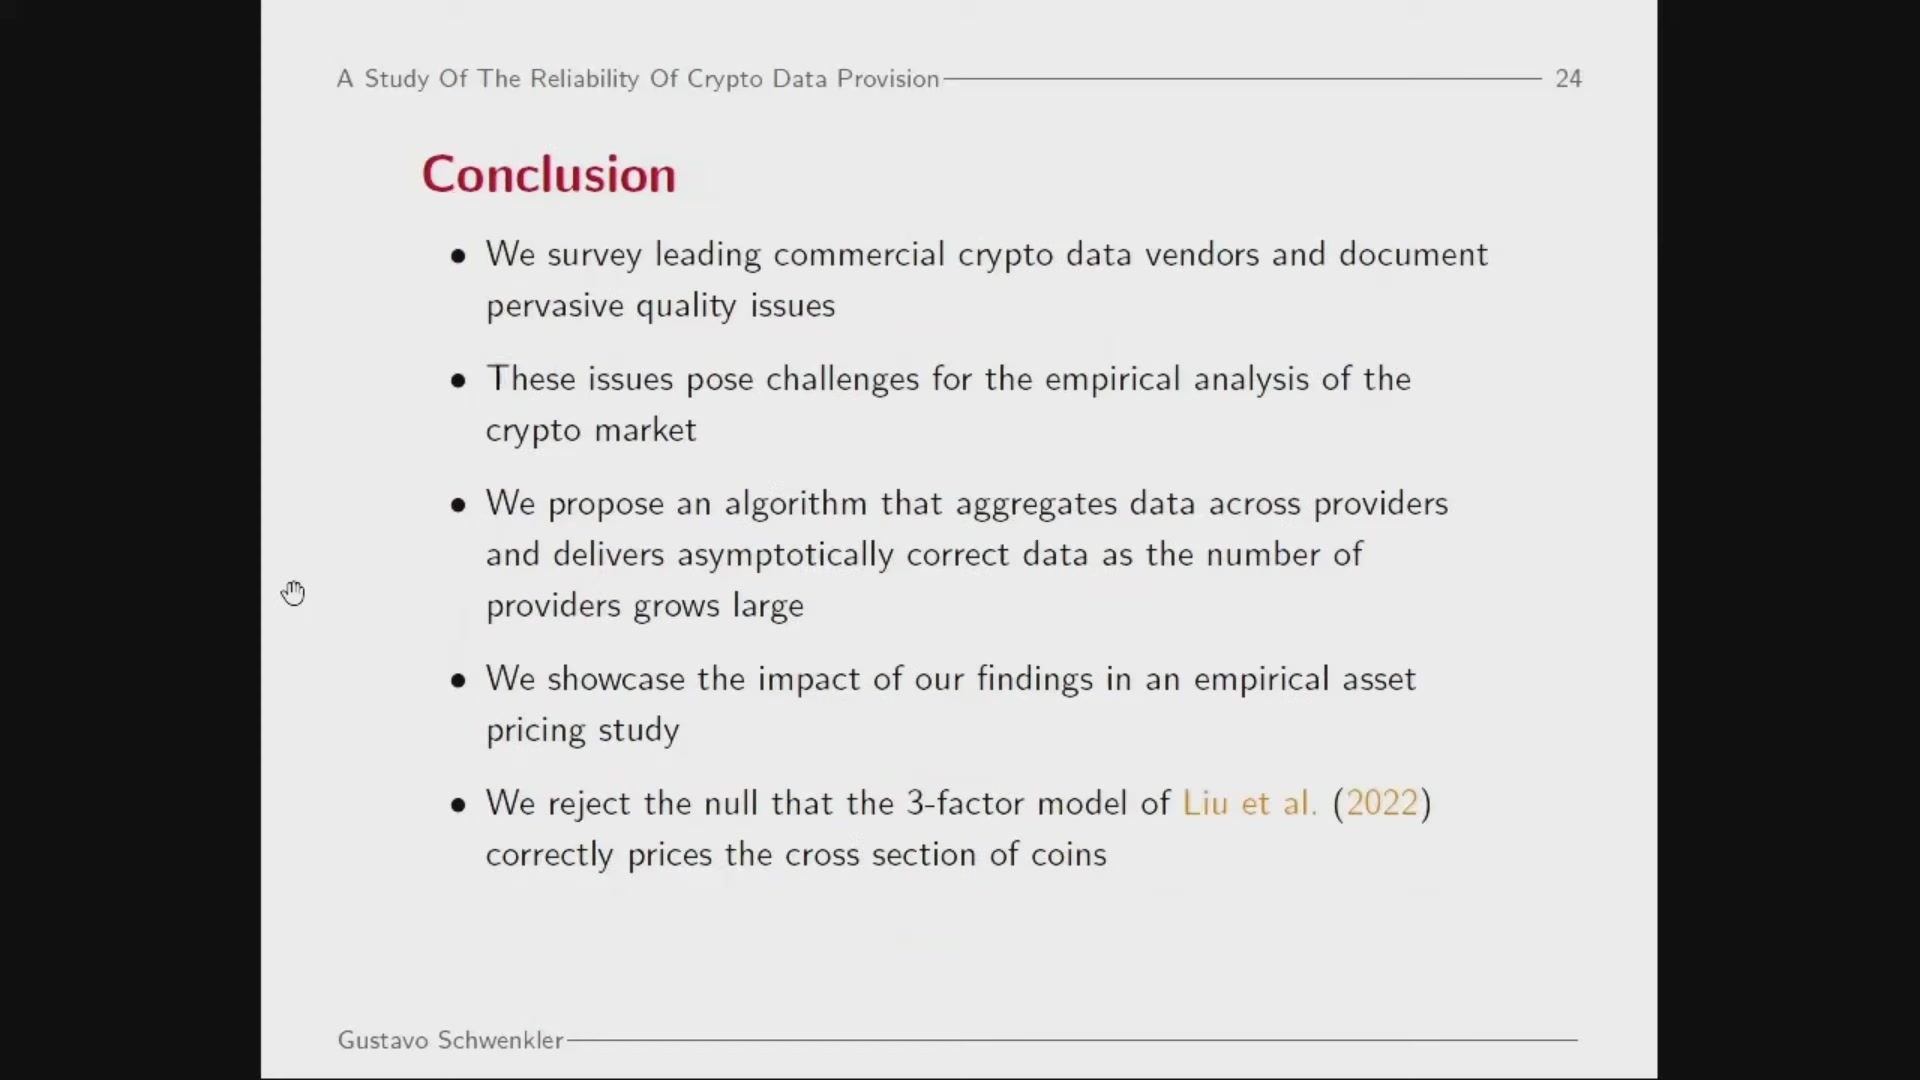 A Study Of The Reliability Of Crypto Data Provision 24
Conclusion
• We survey leading commercial crypto data vendors and document
pervasive quality issues
• These issues pose challenges for the empirical analysis of the
crypto market
• We propose an algorithm that aggregates data across providers
and delivers asymptotically correct data as the number of
providers grows large
• We showcase the impact of our findings in an empirical asset
pricing study
• We reject the null that the 3-factor model of Liu et al. (2022)
correctly prices the cross section of coins
Gustavo Schwenkler